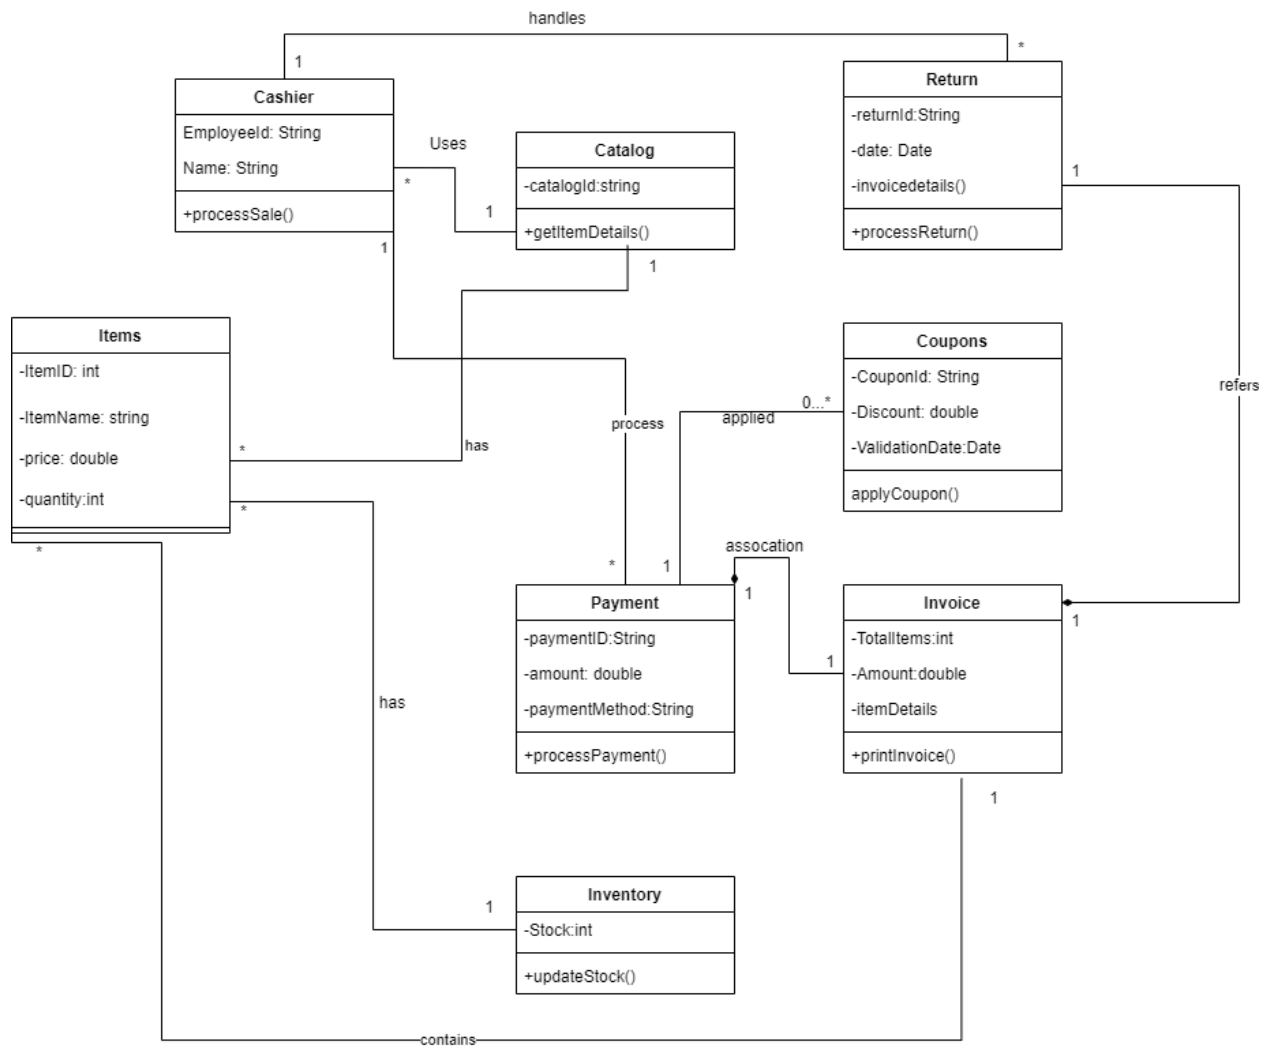 handles
1
*
Cashier
EmployeeId: String
Name: String
+processSale()
1
Uses
*
1
Catalog
-catalogId:string
+getItemDetails()
1
Return
-returnId:String
-date: Date
-invoicedetails()
+processReturn()
1
refers
Items
-ItemID: int
-ItemName: string
-price: double
-quantity:int
*
*
*
has
process
applied
0...*
Coupons
-CouponId: String
-Discount: double
-ValidationDate:Date
applyCoupon()
assocation
*
1
1
1
1
Payment
-paymentID:String
-amount: double
-paymentMethod:String
+processPayment()
Invoice
-TotalItems:int
-Amount:double
-itemDetails
+printInvoice()
1
has
1
Inventory
-Stock:int
+updateStock()
contains